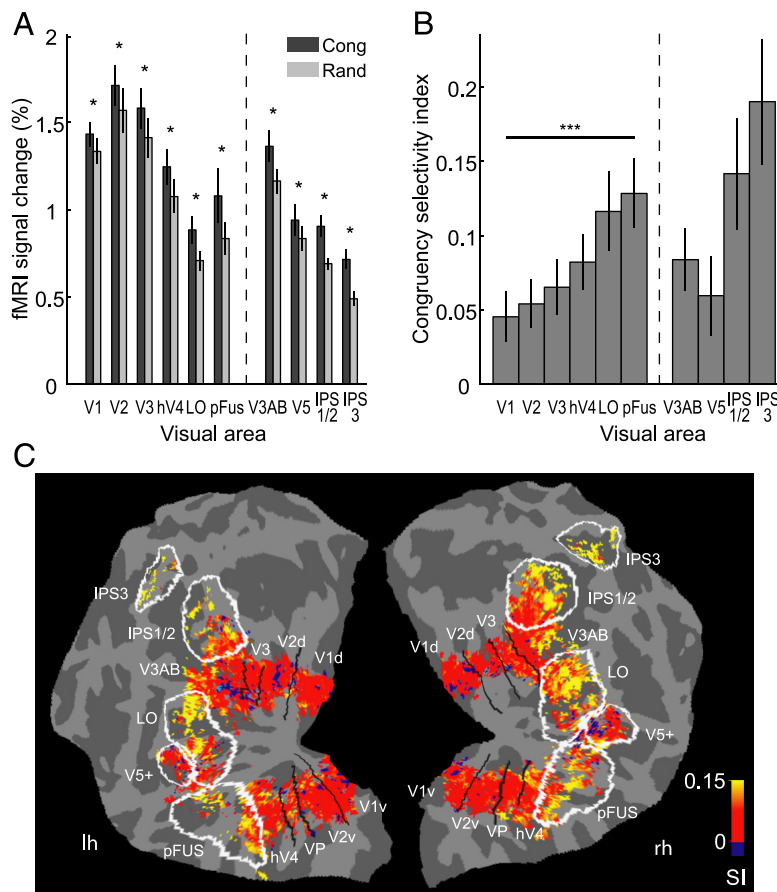 A
fMRI signal change (%)
2
1.5
1
0.5
0
Cong
Rand
* * * * * * * * * *
V1 V2 V3 hV4 LO pFus V3AB V5 IPS 1/2 IPS 3
Visual area
B
Congruency selectivity index
0.2
0.15
0.1
0.05
0
***
V1 V2 V3 hV4 LO pFus V3AB V5 IPS 1/2 IPS 3
Visual area
C
IPS3
IPS1/2
V3AB
V3
V2d
V1d
LO
V5+
pFUS
hV4
VP
V2v
V1v
lh
IPS3
IPS1/2
V3
V2d
V1d
V3AB
LO
V5+
V1v
V2v
VP
hV4
pFUS
rh
0.15
0
SI